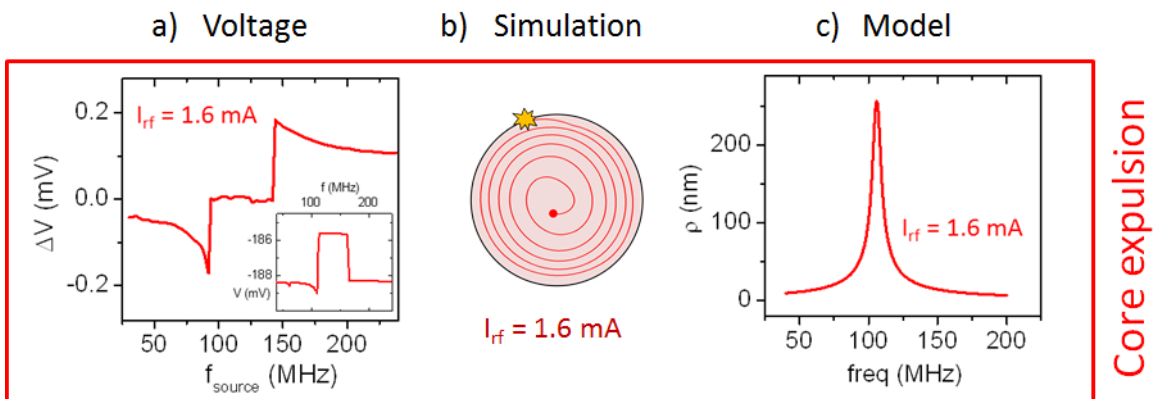 a) Voltage
b) Simulation
c) Model
I_rf = 1.6 mA
ΔV (mV)
0.2
0.0
-0.2
50 100 150 200
f_source (MHz)
f (MHz)
100 200
-186
-188
V (mV)
I_rf = 1.6 mA
ρ (nm)
200
100
0
I_rf = 1.6 mA
50 100 150 200
freq (MHz)
Core expulsion